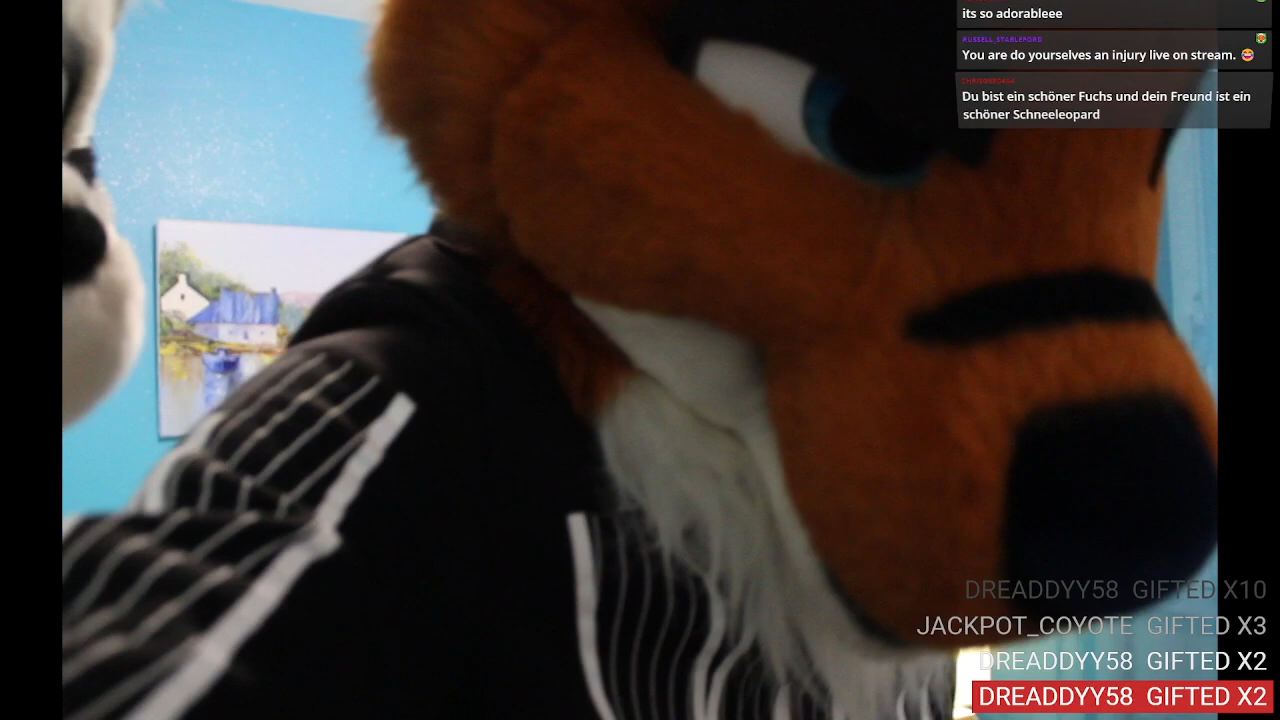 its so adorableee
RUSSELL_STABLEFORD
You are do yourselves an injury live on stream. 😂
Du bist ein schöner Fuchs und dein Freund ist ein
schöner Schneeleopard
DREADDYY58 GIFTED X10
JACKPOT_COYOTE GIFTED X3
DREADDYY58 GIFTED X2
DREADDYY58 GIFTED X2